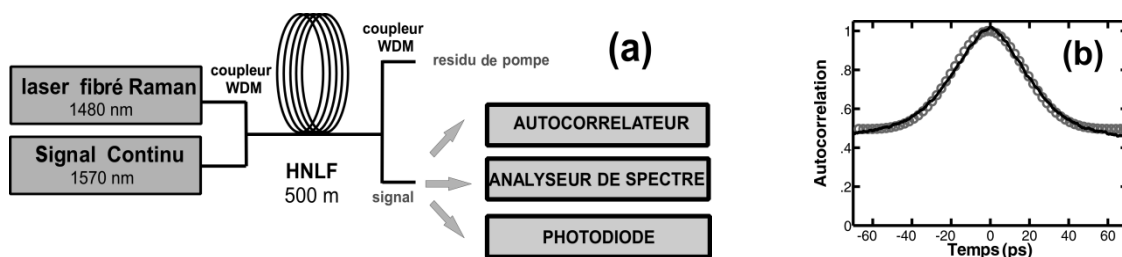 coupleur
WDM
laser fibré Raman
1480 nm
Signal Continu
1570 nm
HNLF
500 m
coupleur
WDM
(a)
residu de pompe
signal
AUTOCORRELATEUR
ANALYSEUR DE SPECTRE
PHOTODIODE
(b)
Autocorrelation
1
.8
.6
.4
.2
0
-60 -40 -20 0 20 40 60
Temps (ps)